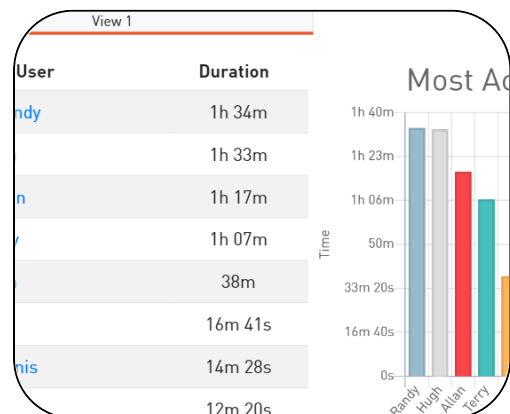 View 1
User Duration
ndy 1h 34m
1h 33m
n 1h 17m
y 1h 07m
38m
16m 41s
nis 14m 28s
12m 20s
Most Ac
1h 40m
1h 23m
1h 06m
50m
33m 20s
16m 40s
0s
Time
Randy
Hugh
Allan
Terry